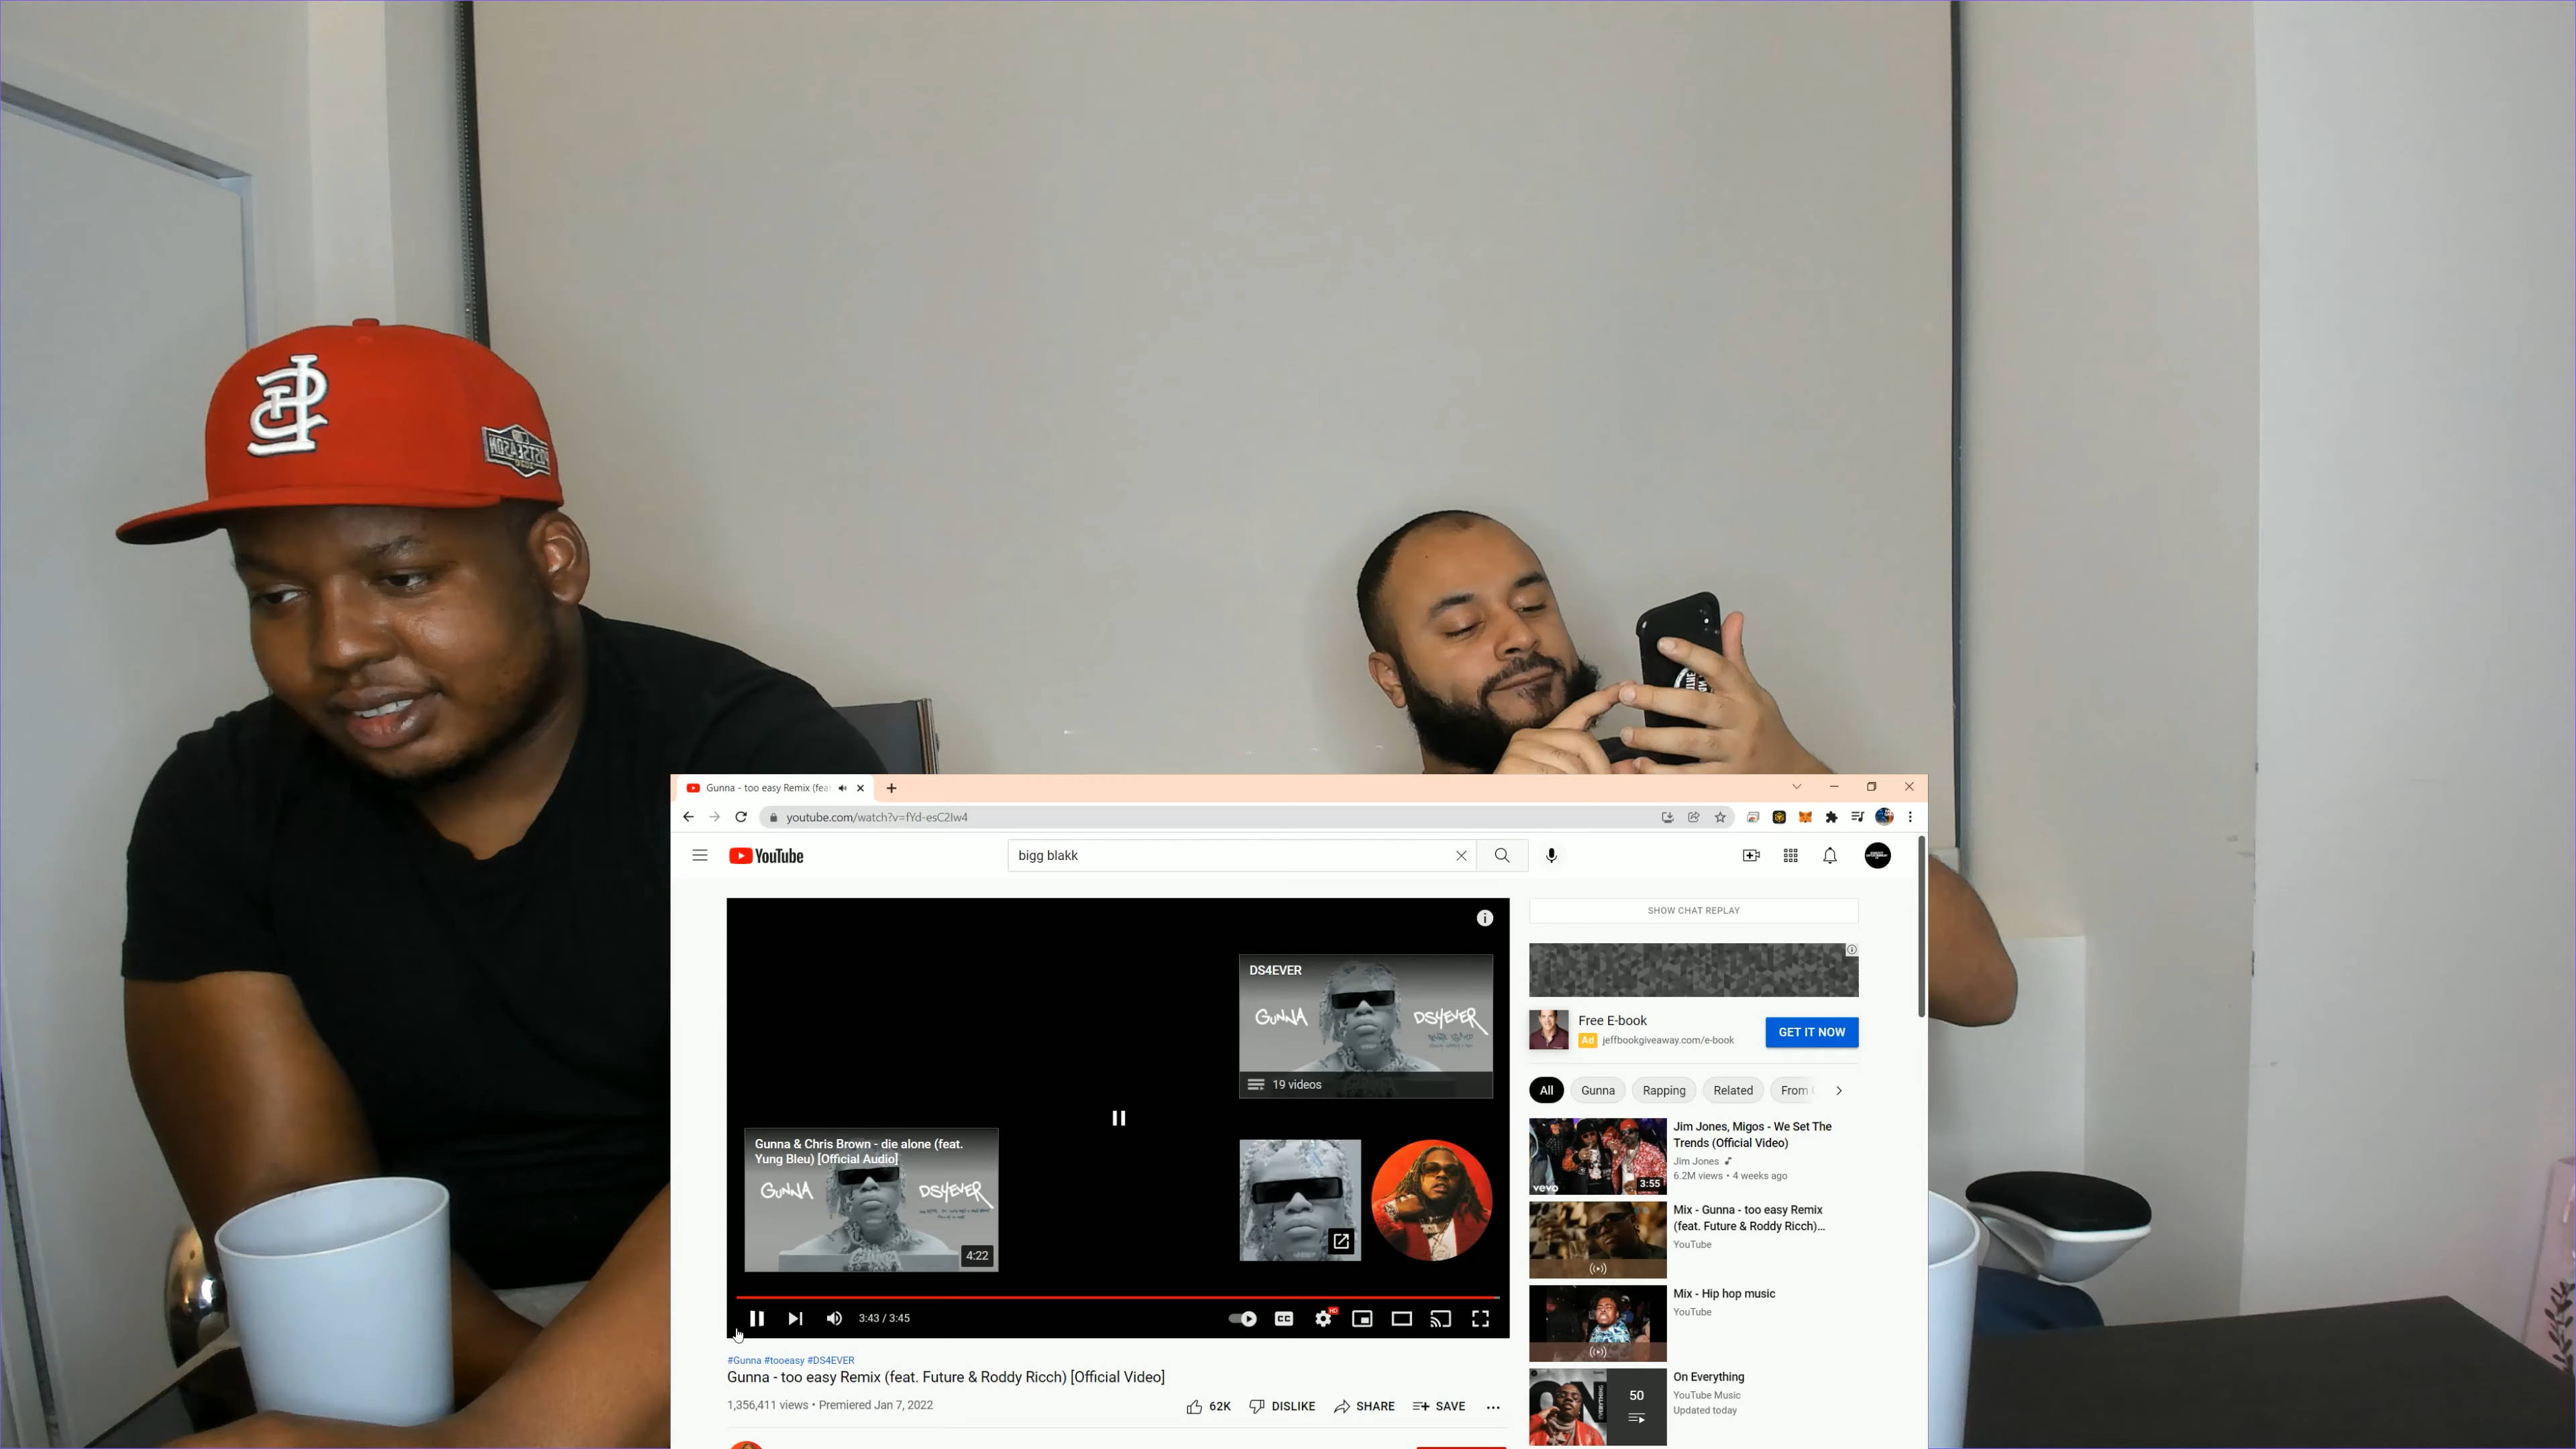 Gunna - too easy Remix (fea
youtube.com/watch?v=fYd-esC2Iw4
YouTube
bigg blakk
DS4EVER
GUNNA
DS4EVER
19 videos
Gunna & Chris Brown - die alone (feat.
Yung Bleu) [Official Audio]
GUNNA
DS4EVER
4:22
3:43 / 3:45
CC
HD
#Gunna #tooeasy #DS4EVER
Gunna - too easy Remix (feat. Future & Roddy Ricch) [Official Video]
1,356,411 views • Premiered Jan 7, 2022
62K
DISLIKE
SHARE
SAVE
SHOW CHAT REPLAY
Free E-book
Ad jeffbookgiveaway.com/e-book
GET IT NOW
All
Gunna
Rapping
Related
From
Jim Jones, Migos - We Set The
Trends (Official Video)
Jim Jones
6.2M views • 4 weeks ago
vevo
3:55
Mix - Gunna - too easy Remix
(feat. Future & Roddy Ricch)...
YouTube
Mix - Hip hop music
YouTube
On Everything
YouTube Music
Updated today
50
POSTSEASON